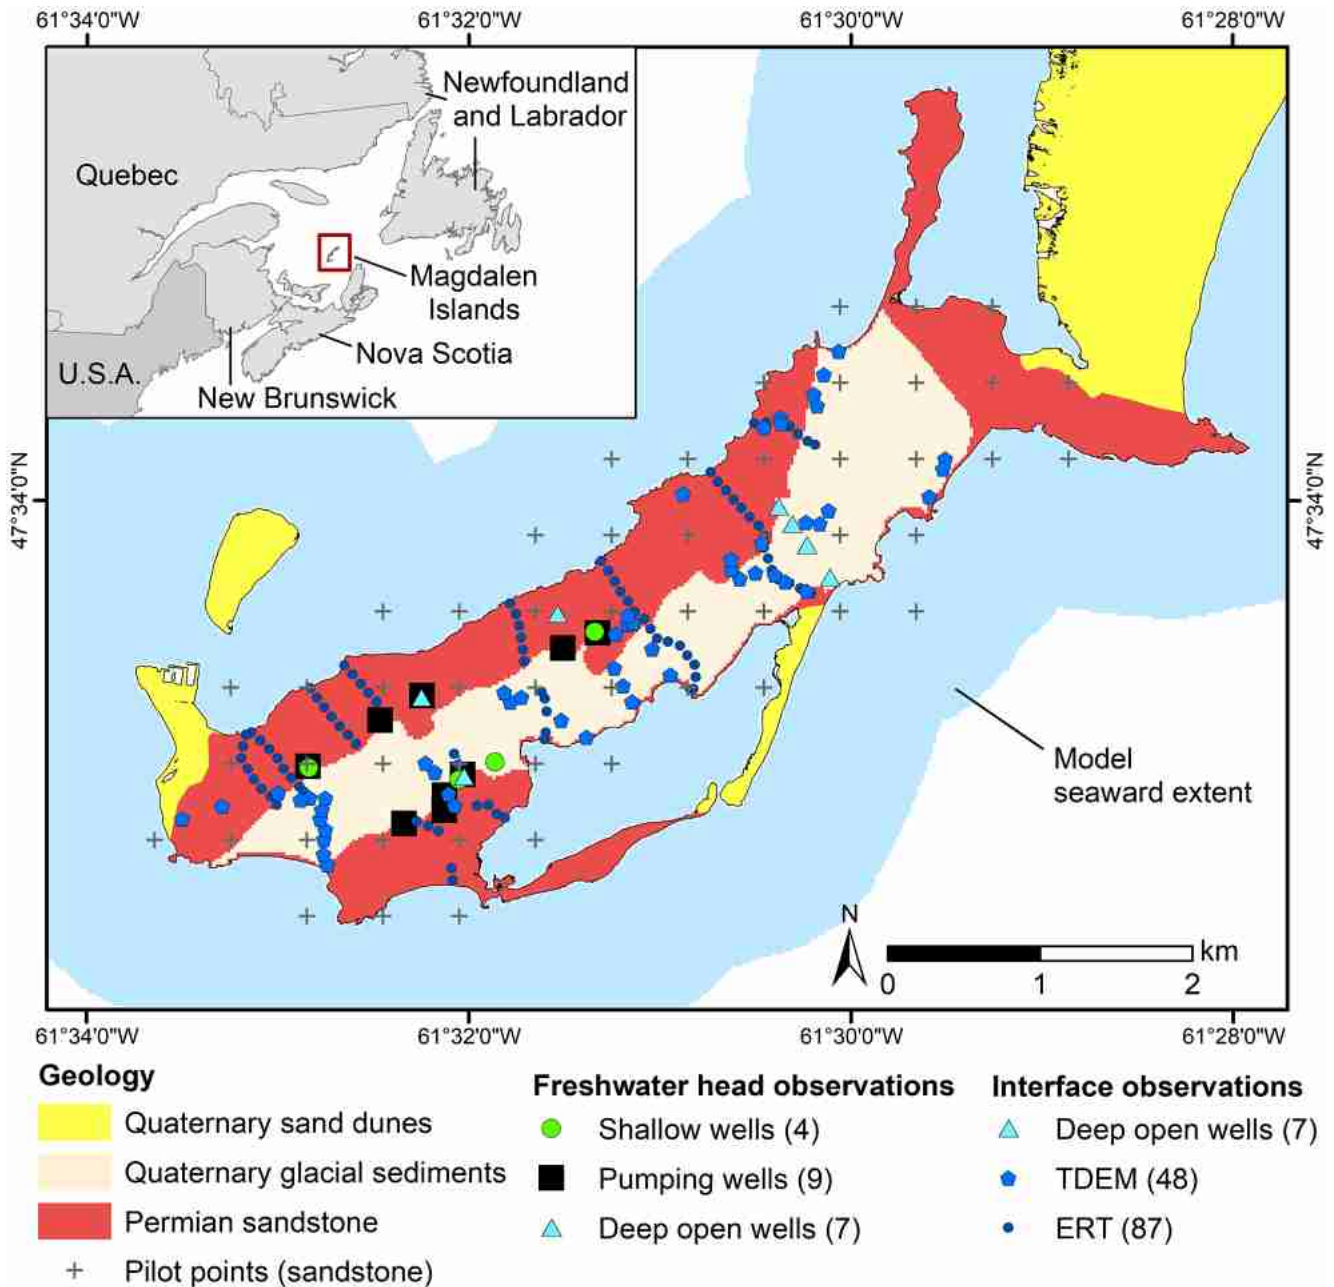 61°34'0"W 61°32'0"W 61°30'0"W 61°28'0"W
Newfoundland
and Labrador
Quebec
Magdalen
Islands
Nova Scotia
U.S.A.
New Brunswick
47°34'0"N 47°34'0"N
Model
seaward extent
N
km
0 1 2
61°34'0"W 61°32'0"W 61°30'0"W 61°28'0"W
Geology
Quaternary sand dunes
Quaternary glacial sediments
Permian sandstone
Pilot points (sandstone)
Freshwater head observations
Shallow wells (4)
Pumping wells (9)
Deep open wells (7)
Interface observations
Deep open wells (7)
TDEM (48)
ERT (87)